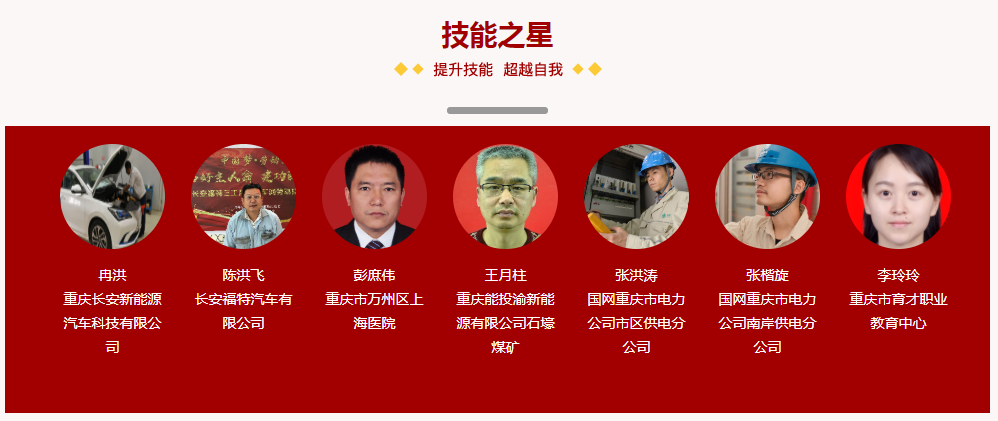 技能之星
提升技能 超越自我
中国梦·劳动
冉洪
重庆长安新能源
汽车科技有限公
司
陈洪飞
长安福特汽车有
限公司
彭庶伟
重庆市万州区上
海医院
王月柱
重庆能投渝新能
源有限公司石壕
煤矿
张洪涛
国网重庆市电力
公司市区供电分
公司
张楷旋
国网重庆市电力
公司南岸供电分
公司
李玲玲
重庆市育才职业
教育中心